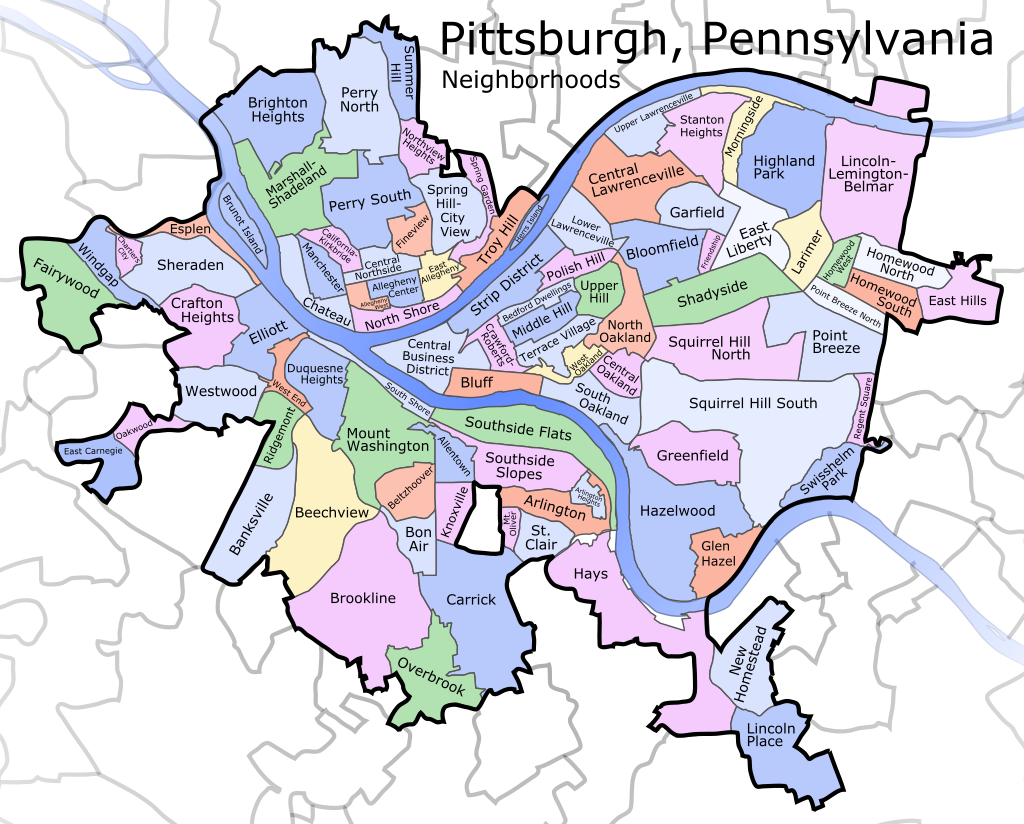 Pittsburgh, Pennsylvania
Neighborhoods
Summer
Hill
Perry
North
Brighton
Heights
Upper Lawrenceville
Stanton
Heights
Morningside
Northview
Heights
Highland
Park
Lincoln-
Lemington-
Belmar
Marshall-
Shadeland
Spring Garden
Central
Lawrenceville
Perry South
Spring
Hill-
City
View
Brunot Island
Herrs Island
Garfield
Esplen
Fineview
Troy Hill
Lower
Lawrenceville
East
Liberty
Chartiers
City
Windgap
California-
Kirkbride
Bloomfield
Friendship
Larimer
Homewood
West
Homewood
North
Sheraden
Manchester
Central
Northside
East
Allegheny
Polish Hill
Fairywood
Allegheny
Center
Strip District
Upper
Hill
Shadyside
Homewood
South
East Hills
Crafton
Heights
Chateau
Allegheny
West
North Shore
Bedford Dwellings
Middle Hill
Point Breeze North
Elliott
Crawford-
Roberts
Terrace Village
North
Oakland
Squirrel Hill
North
Point
Breeze
Central
Business
District
West
Oakland
Central
Oakland
Duquesne
Heights
Westwood
West End
South Shore
Bluff
South
Oakland
Squirrel Hill South
Regent Square
Oakwood
East Carnegie
Ridgemont
Mount
Washington
Allentown
Southside Flats
Southside
Slopes
Greenfield
Swisshelm
Park
Beltzhoover
Arlington
Heights
Banksville
Beechview
Knoxville
Arlington
Hazelwood
Mt.
Oliver
Bon
Air
St.
Clair
Glen
Hazel
Hays
Brookline
Carrick
Overbrook
New
Homestead
Lincoln
Place